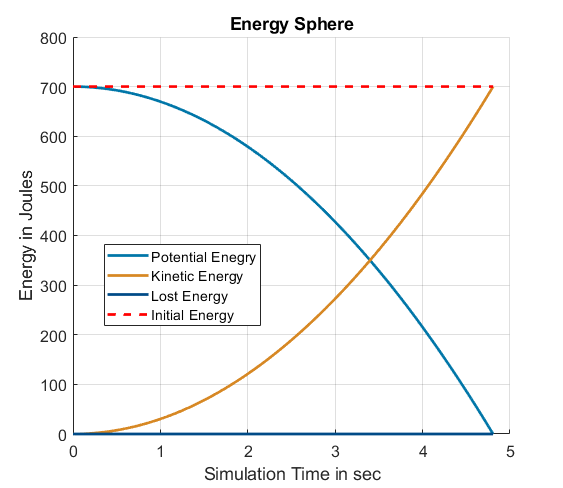 Energy Sphere
800
700
600
500
400
300
200
100
0
Energy in Joules
Potential Enegry
Kinetic Energy
Lost Energy
Initial Energy
0 1 2 3 4 5
Simulation Time in sec